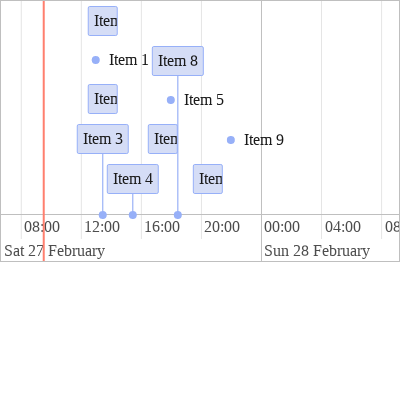 Item
Item 1
Item 8
Item
Item 5
Item 3
Item
Item 9
Item 4
Item
08:00 12:00 16:00 20:00 00:00 04:00 08
Sat 27 February Sun 28 February